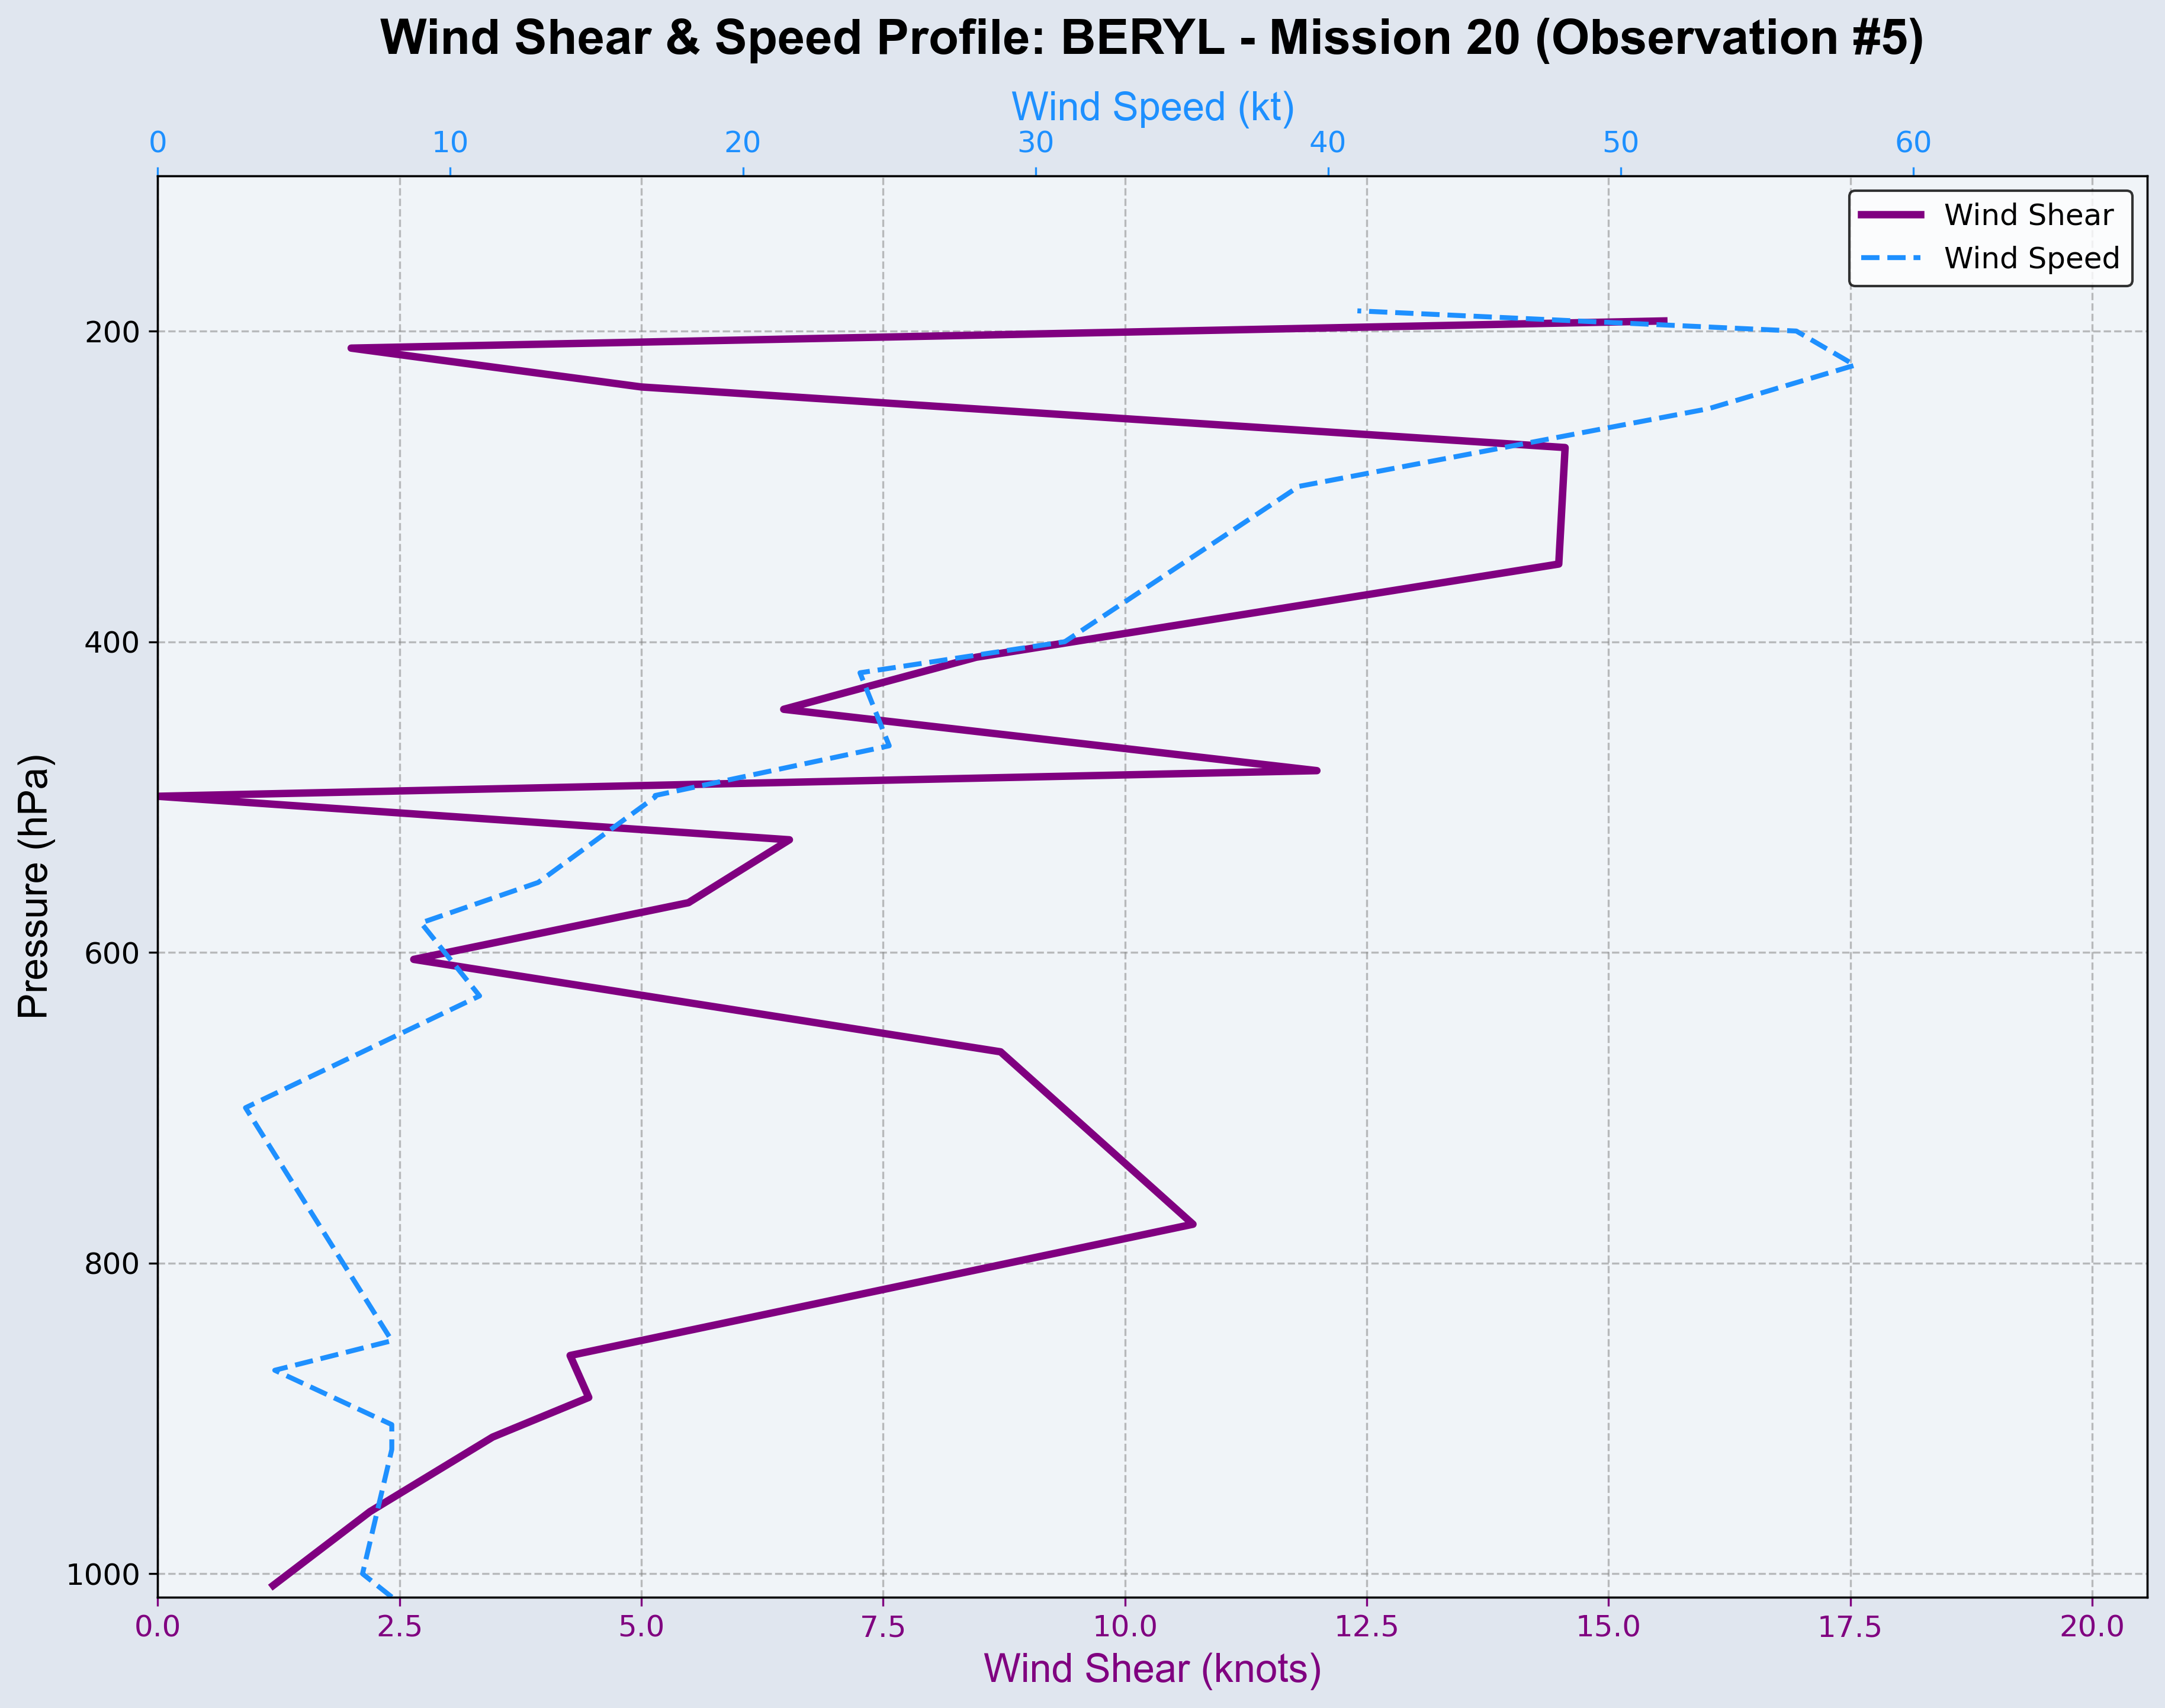 Wind Shear & Speed Profile: BERYL - Mission 20 (Observation #5)
Wind Speed (kt)
0 10 20 30 40 50 60
Wind Shear
Wind Speed
200
400
600
800
1000
Pressure (hPa)
0.0 2.5 5.0 7.5 10.0 12.5 15.0 17.5 20.0
Wind Shear (knots)